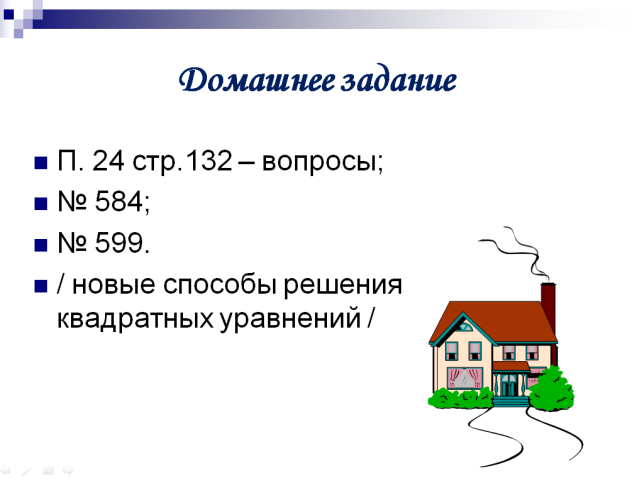 Домашнее задание
П. 24 стр.132 – вопросы;
№ 584;
№ 599.
/ новые способы решения
квадратных уравнений /